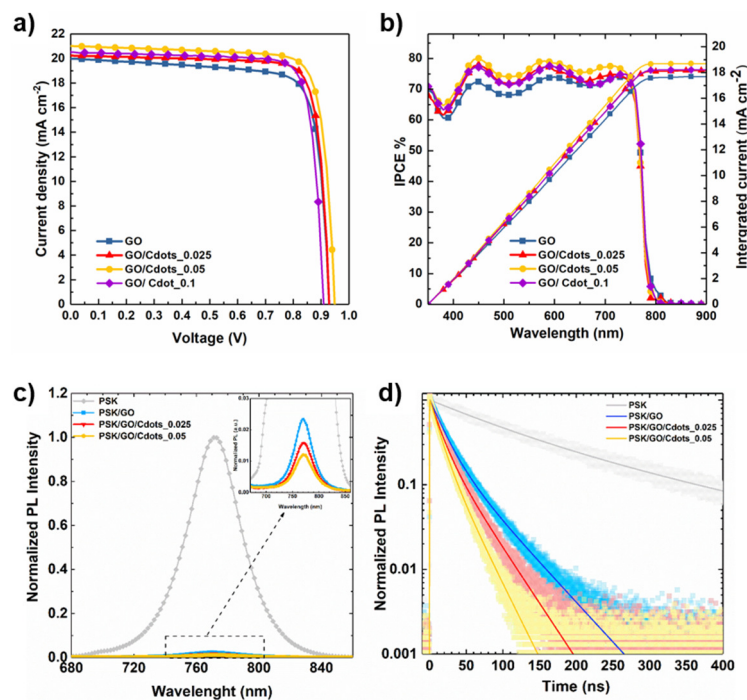 a)
Current density (mA cm-2)
22
20
18
16
14
12
10
8
6
4
2
0
GO
GO/Cdots_0.025
GO/Cdots_0.05
GO/ Cdot_0.1
0.0 0.1 0.2 0.3 0.4 0.5 0.6 0.7 0.8 0.9 1.0
Voltage (V)
b)
IPCE %
90
80
70
60
50
40
30
20
10
0
GO
GO/Cdots_0.025
GO/Cdots_0.05
GO/ Cdot_0.1
400 500 600 700 800 900
Wavelength (nm)
20
18
16
14
12
10
8
6
4
2
0
Intergrated current (mA cm-2)
c)
Normalized PL Intensity
1.2
1.0
0.8
0.6
0.4
0.2
0.0
PSK
PSK/GO
PSK/GO/Cdots_0.025
PSK/GO/Cdots_0.05
Normalized PL (a.u.)
0.03
0.02
0.01
0.00
700 750 800 850
Wavelength (nm)
680 720 760 800 840
Wavelenght (nm)
d)
Normalized PL Intensity
0.1
0.01
0.001
PSK
PSK/GO
PSK/GO/Cdots_0.025
PSK/GO/Cdots_0.05
0 50 100 150 200 250 300 350 400
Time (ns)